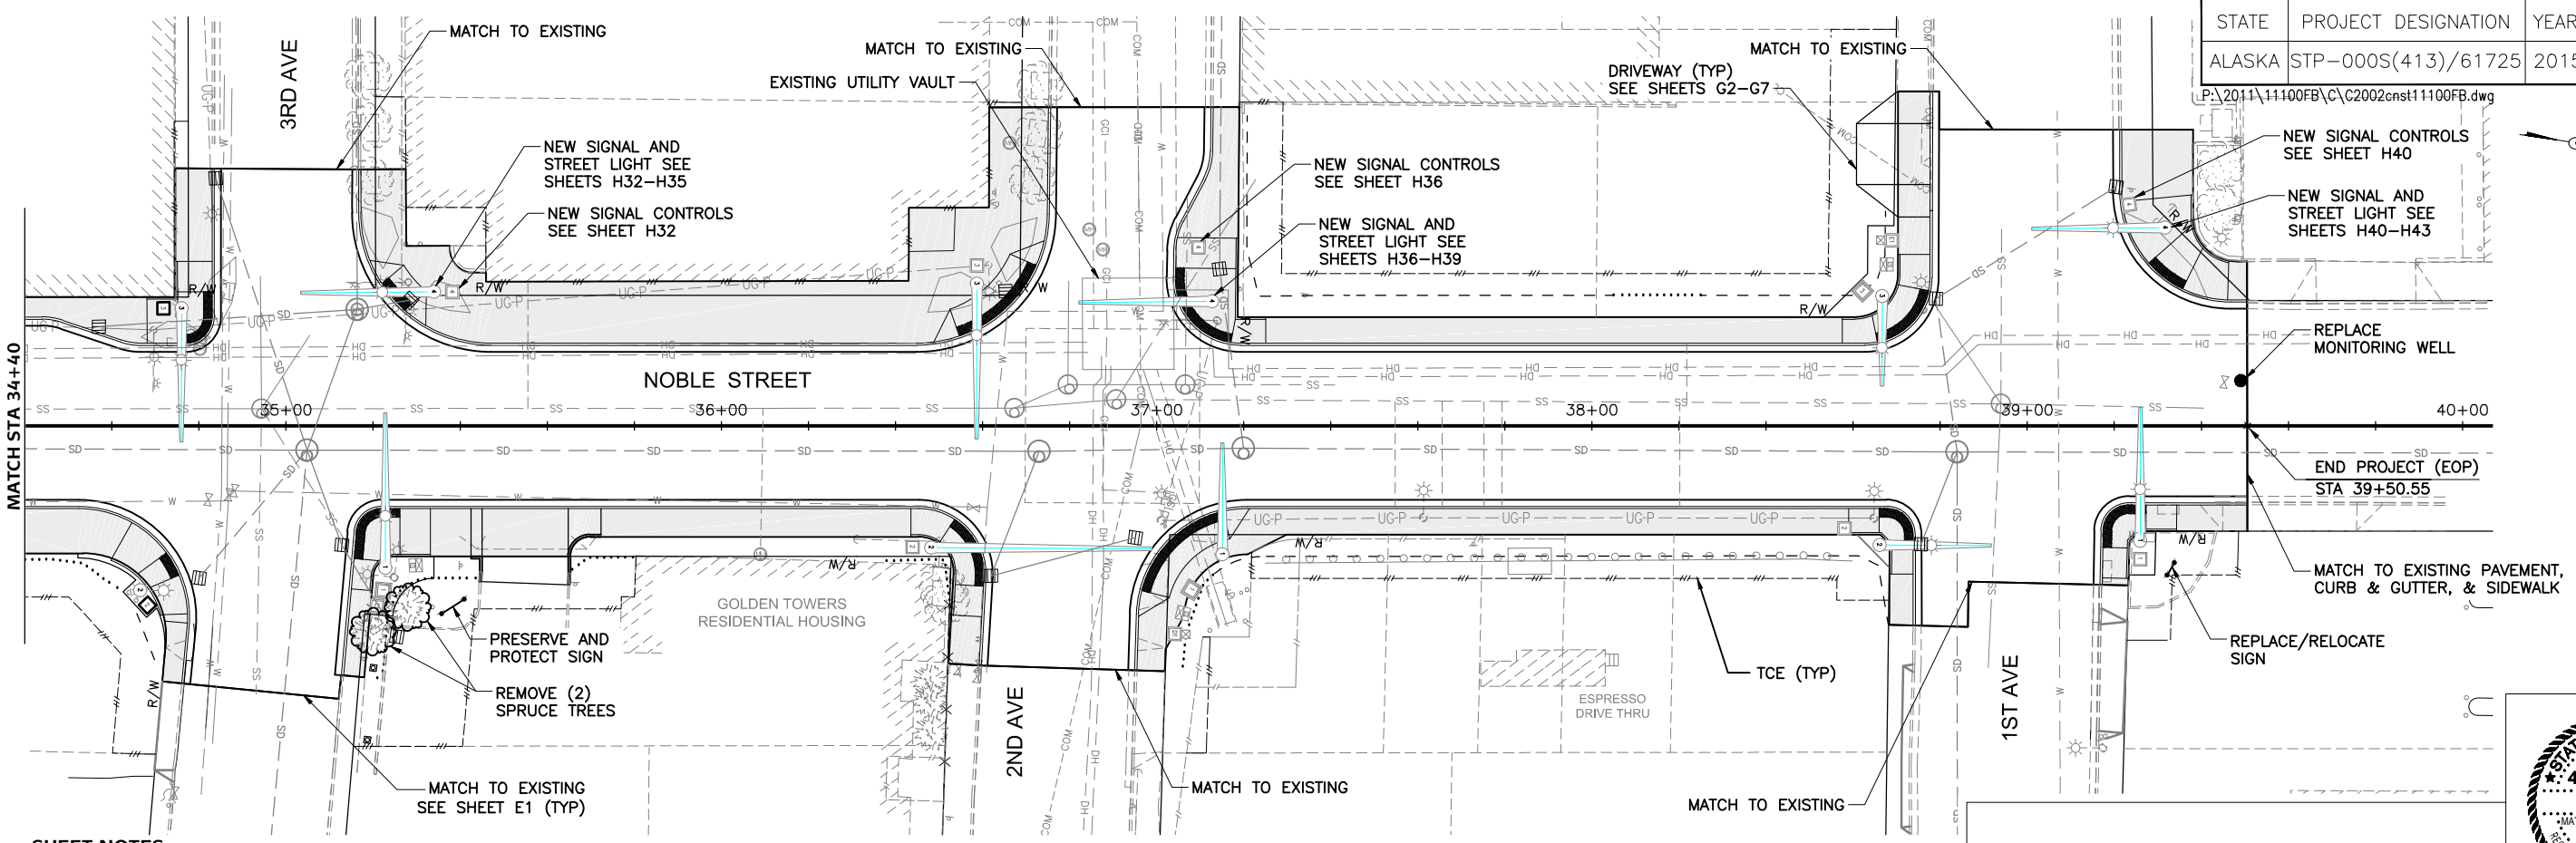 STATE PROJECT DESIGNATION YEAR
ALASKA STP-000S(413)/61725 2015
P:\2011\11100FB\C\C2002cnst11100FB.dwg
3RD AVE
MATCH TO EXISTING
MATCH TO EXISTING
EXISTING UTILITY VAULT
MATCH TO EXISTING
DRIVEWAY (TYP)
SEE SHEETS G2-G7
NEW SIGNAL AND
STREET LIGHT SEE
SHEETS H32-H35
NEW SIGNAL CONTROLS
SEE SHEET H32
NEW SIGNAL CONTROLS
SEE SHEET H36
NEW SIGNAL AND
STREET LIGHT SEE
SHEETS H36-H39
NEW SIGNAL CONTROLS
SEE SHEET H40
NEW SIGNAL AND
STREET LIGHT SEE
SHEETS H40-H43
REPLACE
MONITORING WELL
MATCH STA 34+40
NOBLE STREET
35+00
36+00
37+00
38+00
39+00
40+00
END PROJECT (EOP)
STA 39+50.55
MATCH TO EXISTING PAVEMENT,
CURB & GUTTER, & SIDEWALK
REPLACE/RELOCATE
SIGN
GOLDEN TOWERS
RESIDENTIAL HOUSING
PRESERVE AND
PROTECT SIGN
REMOVE (2)
SPRUCE TREES
MATCH TO EXISTING
SEE SHEET E1 (TYP)
2ND AVE
MATCH TO EXISTING
TCE (TYP)
ESPRESSO
DRIVE THRU
MATCH TO EXISTING
1ST AVE
R/W
R/W
R/W
R/W
R/W
R/W
R/W
R/W
R/W
SHEET NOTES